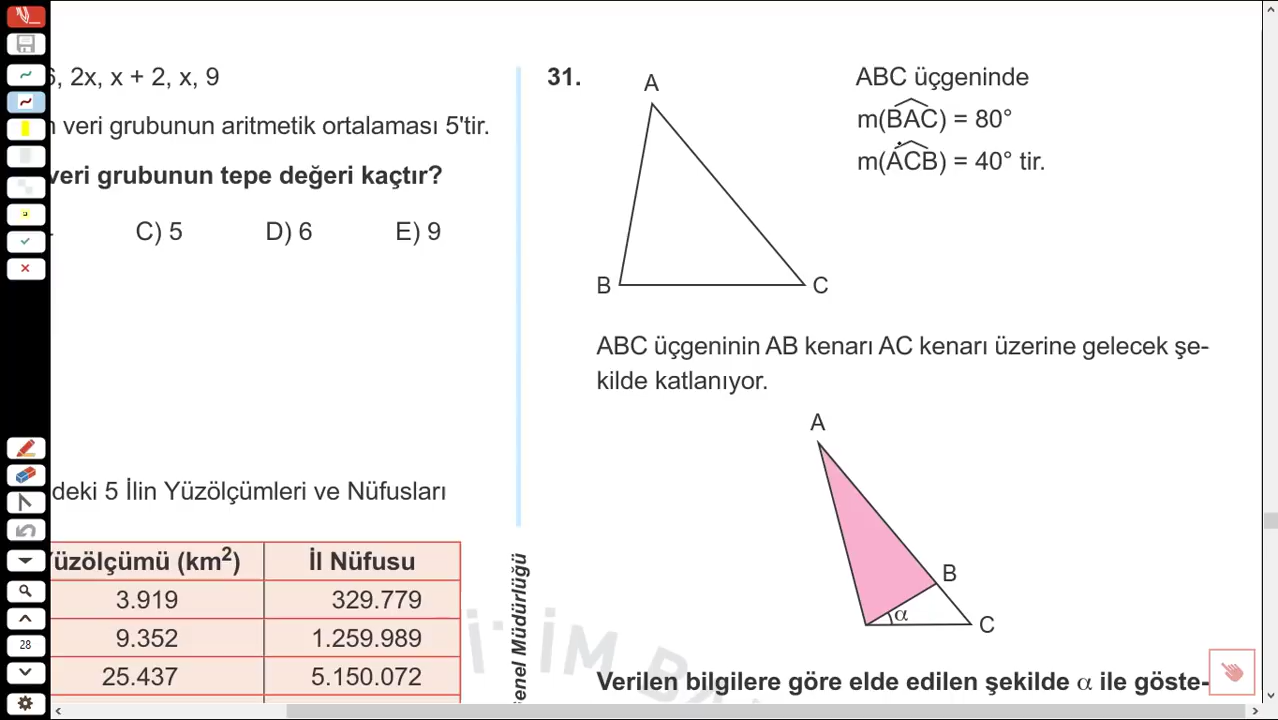 6, 2x, x + 2, x, 9
veri grubunun aritmetik ortalaması 5'tir.
veri grubunun tepe değeri kaçtır?
C) 5 D) 6 E) 9
deki 5 İlin Yüzölçümleri ve Nüfusları
Yüzölçümü (km²) İl Nüfusu
3.919 329.779
9.352 1.259.989
25.437 5.150.072
enel Müdürlüğü
31.
A
B
C
ABC üçgeninde
m(BAC) = 80°
m(ACB) = 40° tir.
ABC üçgeninin AB kenarı AC kenarı üzerine gelecek şe-
kilde katlanıyor.
A
B
α
C
Verilen bilgilere göre elde edilen şekilde α ile göste-
28